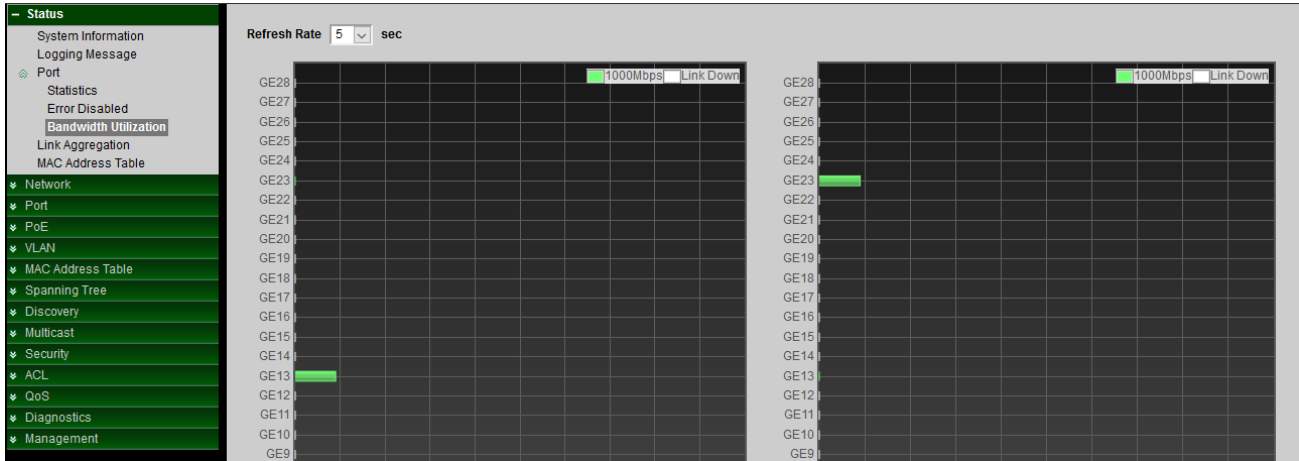 Status
System Information
Logging Message
Port
Statistics
Error Disabled
Bandwidth Utilization
Link Aggregation
MAC Address Table
Network
Port
PoE
VLAN
MAC Address Table
Spanning Tree
Discovery
Multicast
Security
ACL
QoS
Diagnostics
Management
Refresh Rate 5 sec
1000Mbps Link Down
GE28
GE27
GE26
GE25
GE24
GE23
GE22
GE21
GE20
GE19
GE18
GE17
GE16
GE15
GE14
GE13
GE12
GE11
GE10
GE9
1000Mbps Link Down
GE28
GE27
GE26
GE25
GE24
GE23
GE22
GE21
GE20
GE19
GE18
GE17
GE16
GE15
GE14
GE13
GE12
GE11
GE10
GE9